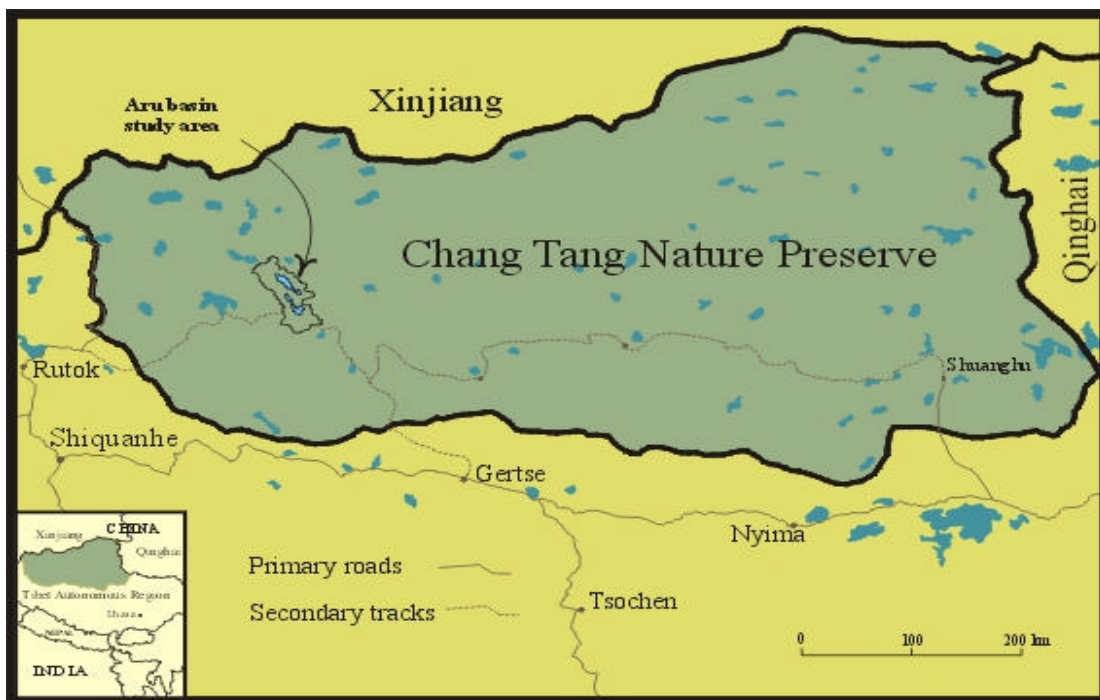 Aru basin
study area
Xinjiang
Qinghai
Chang Tang Nature Preserve
Rutok
Shuanghu
Shiquanhe
Gertse
Nyima
Primary roads
Secondary tracks
Tsochen
0 100 200 km
Xinjiang
Qinghai
Tibet Autonomous Region
Lhasa
NEPAL
INDIA